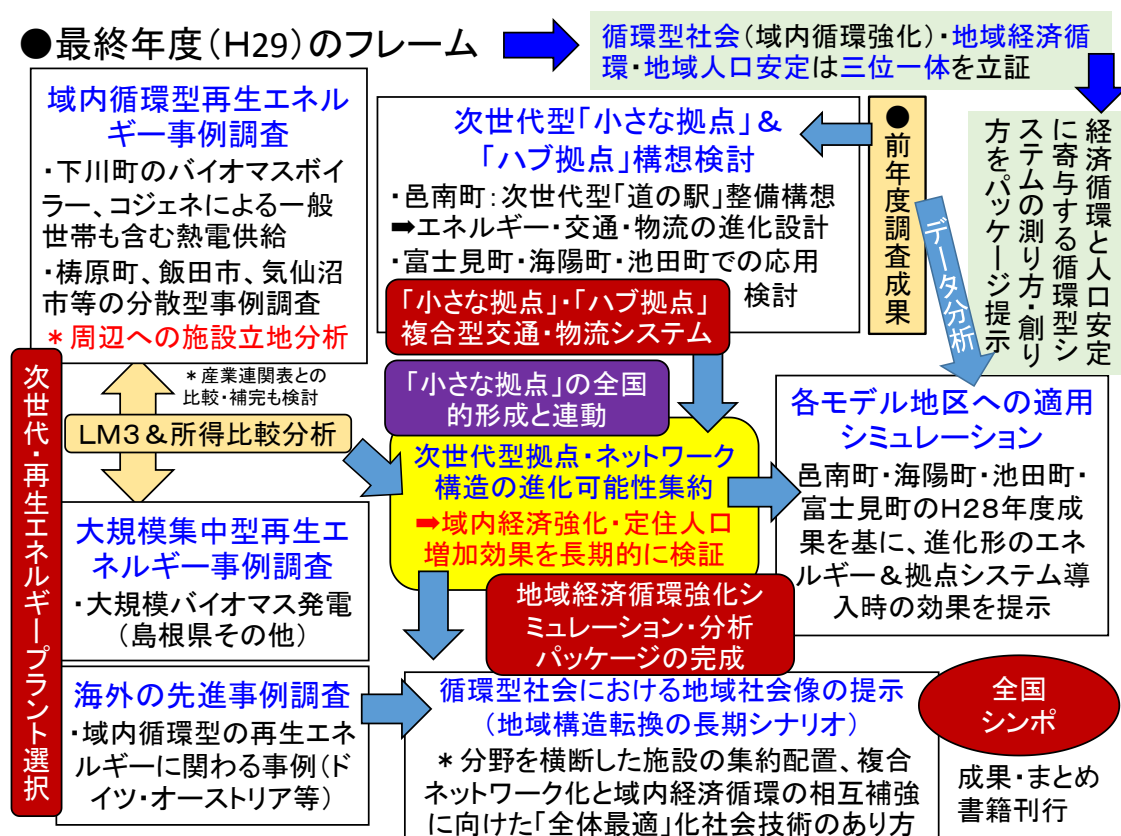 ●最終年度(H29)のフレーム
循環型社会(域内循環強化)・地域経済循
環・地域人口安定は三位一体を立証
経済循環と人口安定
に寄与する循環型シ
ステムの測り方・創り
方をパッケージ提示
域内循環型再生エネル
ギー事例調査
・下川町のバイオマスボイ
ラー、コジェネによる一般
世帯も含む熱電供給
・梼原町、飯田市、気仙沼
市等の分散型事例調査
＊周辺への施設立地分析
次世代型「小さな拠点」＆
「ハブ拠点」構想検討
・邑南町：次世代型「道の駅」整備構想
➡エネルギー・交通・物流の進化設計
・富士見町・海陽町・池田町での応用
検討
●前年度調査成果
データ分析
「小さな拠点」・「ハブ拠点」
複合型交通・物流システム
次世代・再生エネルギープラント選択
＊産業連関表との
比較・補完も検討
LM3＆所得比較分析
「小さな拠点」の全国
的形成と連動
次世代型拠点・ネットワーク
構造の進化可能性集約
➡域内経済強化・定住人口
増加効果を長期的に検証
各モデル地区への適用
シミュレーション
邑南町・海陽町・池田町・
富士見町のH28年度成
果を基に、進化形のエネ
ルギー＆拠点システム導
入時の効果を提示
大規模集中型再生エ
ネルギー事例調査
・大規模バイオマス発電
(島根県その他)
地域経済循環強化シ
ミュレーション・分析
パッケージの完成
海外の先進事例調査
・域内循環型の再生エネ
ルギーに関わる事例(ド
イツ・オーストリア等)
循環型社会における地域社会像の提示
(地域構造転換の長期シナリオ)
＊分野を横断した施設の集約配置、複合
ネットワーク化と域内経済循環の相互補強
に向けた「全体最適」化社会技術のあり方
全国
シンポ
成果・まとめ
書籍刊行